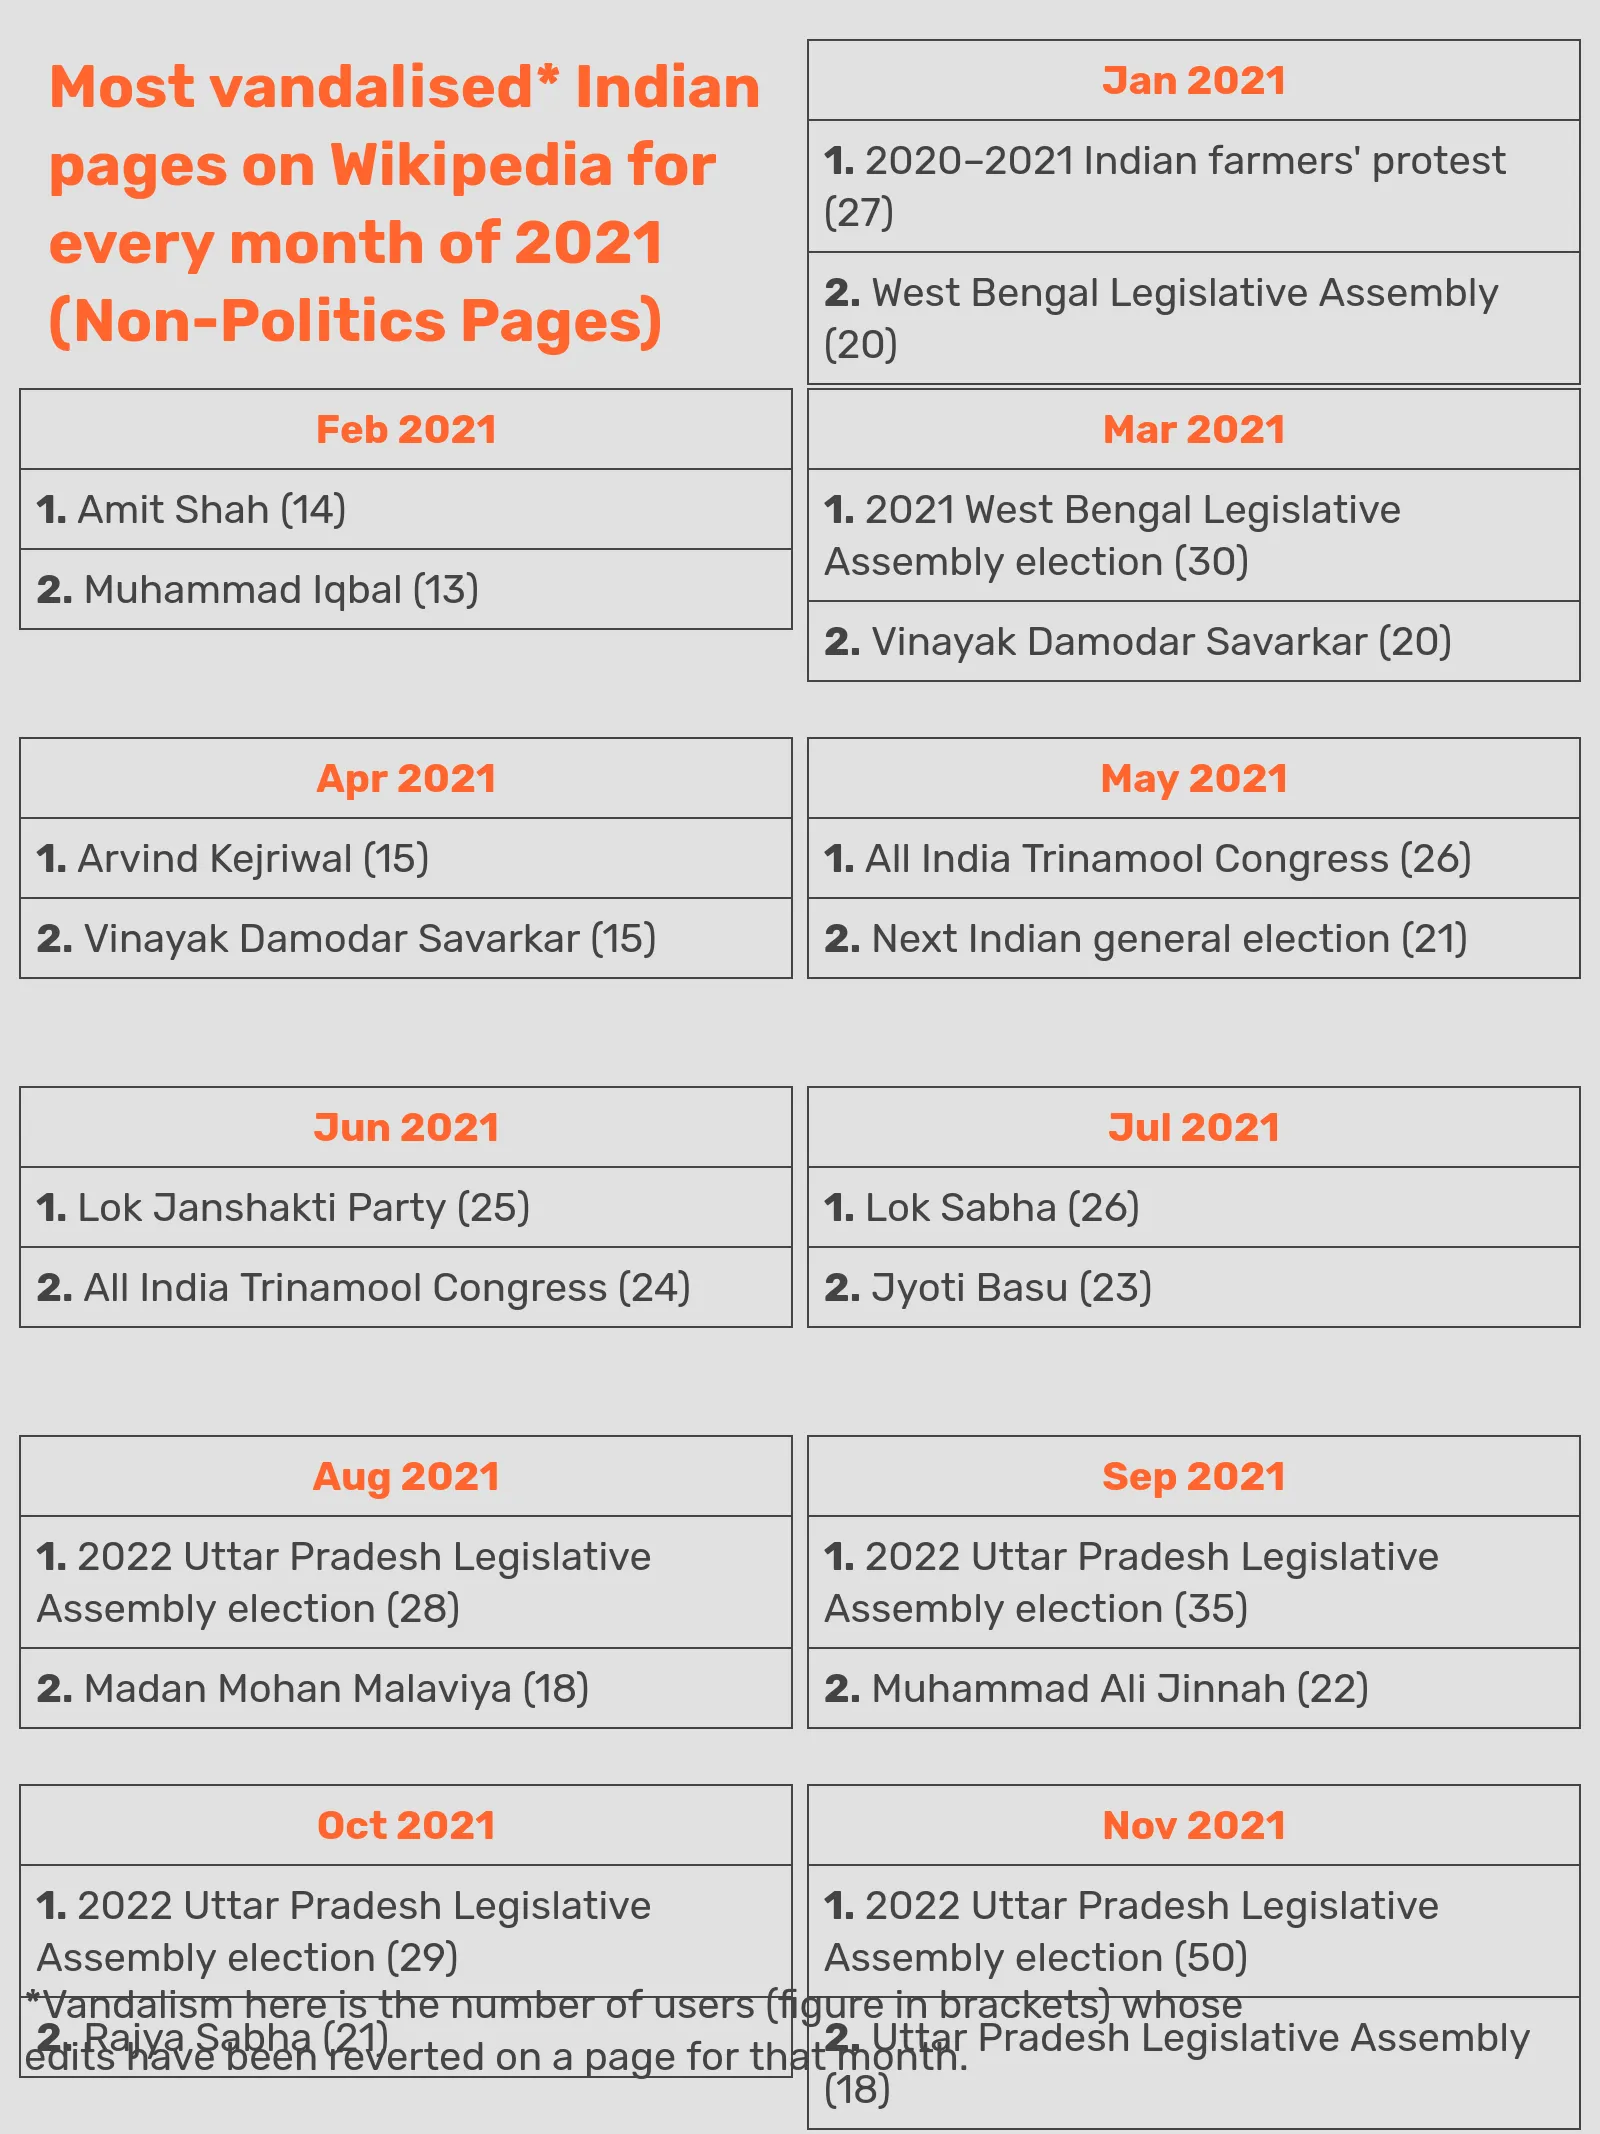 Most vandalised* Indian
pages on Wikipedia for
every month of 2021
(Non-Politics Pages)
Jan 2021
1. 2020–2021 Indian farmers' protest
(27)
2. West Bengal Legislative Assembly
(20)
Feb 2021
1. Amit Shah (14)
2. Muhammad Iqbal (13)
Mar 2021
1. 2021 West Bengal Legislative
Assembly election (30)
2. Vinayak Damodar Savarkar (20)
Apr 2021
1. Arvind Kejriwal (15)
2. Vinayak Damodar Savarkar (15)
May 2021
1. All India Trinamool Congress (26)
2. Next Indian general election (21)
Jun 2021
1. Lok Janshakti Party (25)
2. All India Trinamool Congress (24)
Jul 2021
1. Lok Sabha (26)
2. Jyoti Basu (23)
Aug 2021
1. 2022 Uttar Pradesh Legislative
Assembly election (28)
2. Madan Mohan Malaviya (18)
Sep 2021
1. 2022 Uttar Pradesh Legislative
Assembly election (35)
2. Muhammad Ali Jinnah (22)
Oct 2021
1. 2022 Uttar Pradesh Legislative
Assembly election (29)
2. Rajya Sabha (21)
Nov 2021
1. 2022 Uttar Pradesh Legislative
Assembly election (50)
2. Uttar Pradesh Legislative Assembly
(18)
*Vandalism here is the number of users (figure in brackets) whose
edits have been reverted on a page for that month.